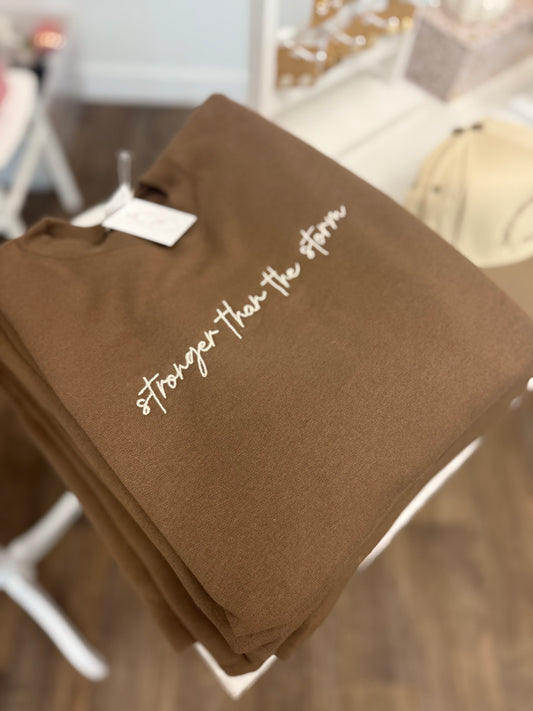 stronger than the storm